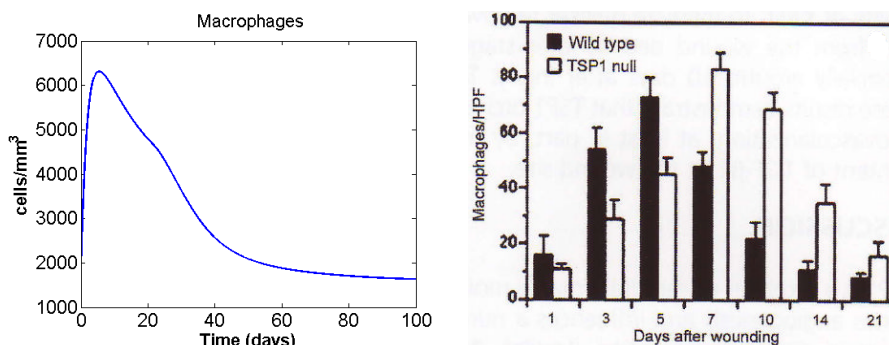 Macrophages
7000
6000
5000
4000
3000
2000
1000
cells/mm³
0 20 40 60 80 100
Time (days)
100
80
60
40
20
0
Macrophages/HPF
Wild type
TSP1 null
1 3 5 7 10 14 21
Days after wounding